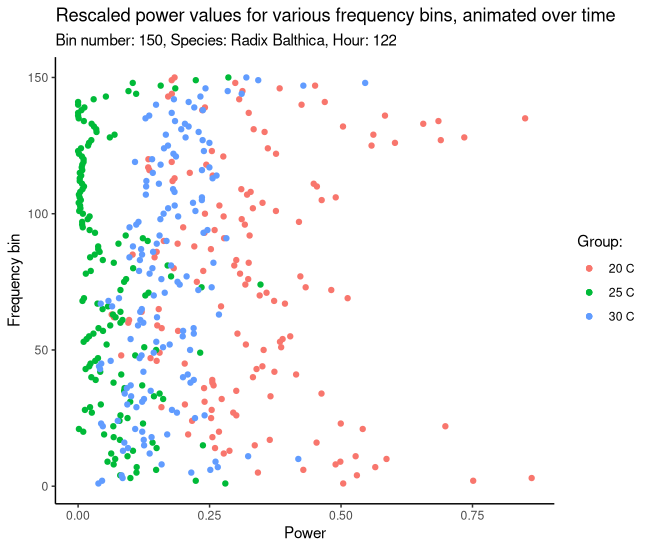 Rescaled power values for various frequency bins, animated over time
Bin number: 150, Species: Radix Balthica, Hour: 122
150
100
50
0
Frequency bin
0.00 0.25 0.50 0.75
Power
Group:
20 C
25 C
30 C